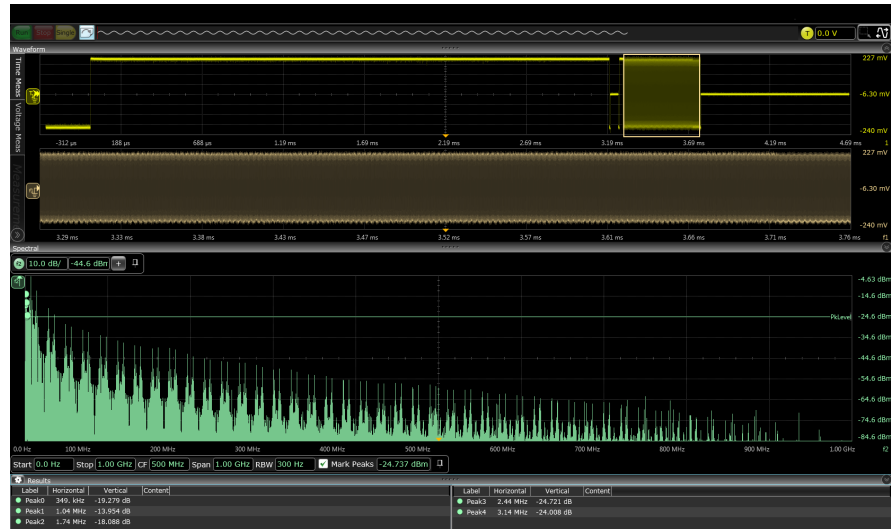 Run Stop Single T 0.0 V
Waveform
Time Meas
Voltage Meas
227 mV
-6.30 mV
-240 mV
-312 µs 188 µs 688 µs 1.19 ms 1.69 ms 2.19 ms 2.69 ms 3.19 ms 3.69 ms 4.19 ms 4.69 ms 1
227 mV
-6.30 mV
-240 mV
3.29 ms 3.33 ms 3.38 ms 3.43 ms 3.47 ms 3.52 ms 3.57 ms 3.61 ms 3.66 ms 3.71 ms 3.76 ms f1
Spectral
f2 10.0 dB/ -44.6 dBm +
-4.63 dBm
-14.6 dBm
PkLevel -24.6 dBm
-34.6 dBm
-44.6 dBm
-54.6 dBm
-64.6 dBm
-74.6 dBm
-84.6 dBm
0.0 Hz 100 MHz 200 MHz 300 MHz 400 MHz 500 MHz 600 MHz 700 MHz 800 MHz 900 MHz 1.00 GHz f2
Start 0.0 Hz Stop 1.00 GHz CF 500 MHz Span 1.00 GHz RBW 300 Hz Mark Peaks -24.737 dBm
Results
Label Horizontal Vertical Content
Peak0 349. kHz -19.279 dB
Peak1 1.04 MHz -13.954 dB
Peak2 1.74 MHz -18.088 dB
Label Horizontal Vertical Content
Peak3 2.44 MHz -24.721 dB
Peak4 3.14 MHz -24.008 dB